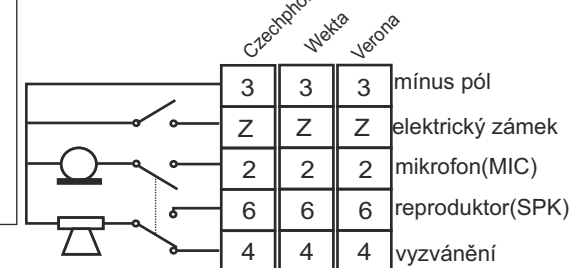 Wekta
Verona
3 3 3 mínus pól
Z Z Z elektrický zámek
2 2 2 mikrofon(MIC)
6 6 6 reproduktor(SPK)
4 4 4 vyzvánění